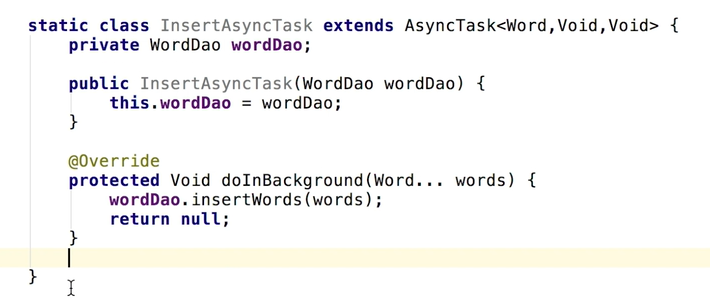 static class InsertAsyncTask extends AsyncTask<Word,Void,Void> {
private WordDao wordDao;
public InsertAsyncTask(WordDao wordDao) {
this.wordDao = wordDao;
}
@Override
protected Void doInBackground(Word... words) {
wordDao.insertWords(words);
return null;
}
}